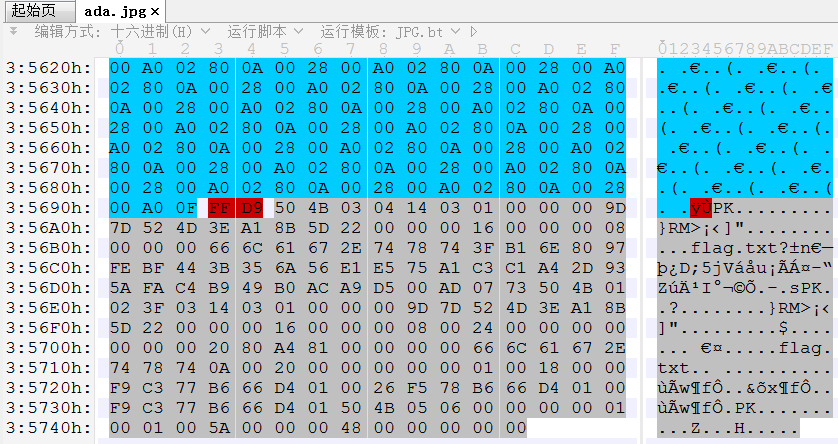 起始页 ada.jpg ×
编辑方式: 十六进制(H) 运行脚本 运行模板: JPG.bt
0 1 2 3 4 5 6 7 8 9 A B C D E F 0123456789ABCDEF
3:5620h: 00 A0 02 80 0A 00 28 00 A0 02 80 0A 00 28 00 A0 . .€..(. .€..(.
3:5630h: 02 80 0A 00 28 00 A0 02 80 0A 00 28 00 A0 02 80 .€..(. .€..(. .€
3:5640h: 0A 00 28 00 A0 02 80 0A 00 28 00 A0 02 80 0A 00 ..(. .€..(. .€..
3:5650h: 28 00 A0 02 80 0A 00 28 00 A0 02 80 0A 00 28 00 (. .€..(. .€..(.
3:5660h: A0 02 80 0A 00 28 00 A0 02 80 0A 00 28 00 A0 02 .€..(. .€..(. .
3:5670h: 80 0A 00 28 00 A0 02 80 0A 00 28 00 A0 02 80 0A €..(. .€..(. .€.
3:5680h: 00 28 00 A0 02 80 0A 00 28 00 A0 02 80 0A 00 28 .(. .€..(. .€..(
3:5690h: 00 A0 0F FF D9 50 4B 03 04 14 03 01 00 00 00 9D . .ÿÙPK.........
3:56A0h: 7D 52 4D 3E A1 8B 5D 22 00 00 00 16 00 00 00 08 }RM>¡‹]"........
3:56B0h: 00 00 00 66 6C 61 67 2E 74 78 74 3F B1 6E 80 97 ...flag.txt?±n€—
3:56C0h: FE BF 44 3B 35 6A 56 E1 E5 75 A1 C3 C1 A4 2D 93 þ¿D;5jVáåu¡ÃÁ¤-“
3:56D0h: 5A FA C4 B9 49 B0 AC A9 D5 00 AD 07 73 50 4B 01 ZúÄ¹I°¬©Õ.-.sPK.
3:56E0h: 02 3F 03 14 03 01 00 00 00 9D 7D 52 4D 3E A1 8B .?........}RM>¡‹
3:56F0h: 5D 22 00 00 00 16 00 00 00 08 00 24 00 00 00 00 ]".........$....
3:5700h: 00 00 00 20 80 A4 81 00 00 00 00 66 6C 61 67 2E ... €¤.....flag.
3:5710h: 74 78 74 0A 00 20 00 00 00 00 00 01 00 18 00 00 txt.. ..........
3:5720h: F9 C3 77 B6 66 D4 01 00 26 F5 78 B6 66 D4 01 00 ùÃw¶fÔ..&õx¶fÔ..
3:5730h: F9 C3 77 B6 66 D4 01 50 4B 05 06 00 00 00 00 01 ùÃw¶fÔ.PK.......
3:5740h: 00 01 00 5A 00 00 00 48 00 00 00 00 00 ...Z...H.....